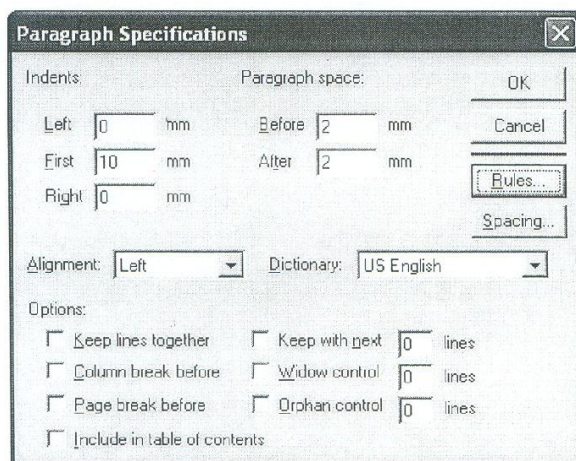 Paragraph Specifications
Indents: Paragraph space: OK
Left 0 mm Before 2 mm Cancel
First 10 mm After 2 mm
Right 0 mm Rules...
Spacing...
Alignment: Left Dictionary: US English
Options:
Keep lines together Keep with next 0 lines
Column break before Widow control 0 lines
Page break before Orphan control 0 lines
Include in table of contents